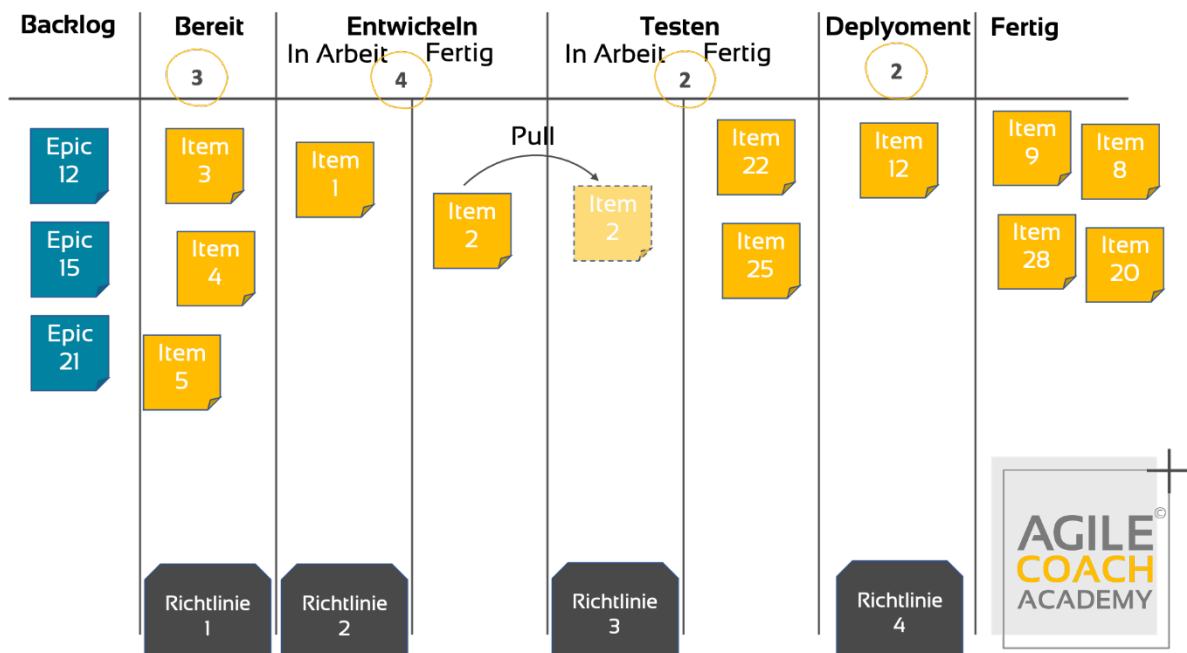 Backlog
Bereit
Entwickeln
Testen
Deplyoment
Fertig
In Arbeit
Fertig
In Arbeit
Fertig
3
4
2
2
Epic
12
Epic
15
Epic
21
Item
3
Item
4
Item
5
Item
1
Item
2
Pull
Item
2
Item
22
Item
25
Item
12
Item
9
Item
8
Item
28
Item
20
Richtlinie
1
Richtlinie
2
Richtlinie
3
Richtlinie
4
AGILE©
COACH
ACADEMY